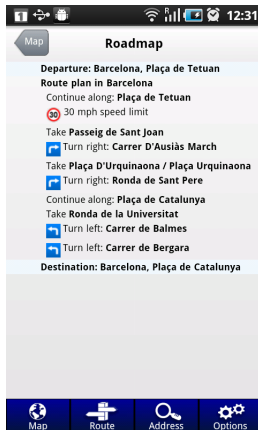 1
R
12:31
Map
Roadmap
Departure: Barcelona, Plaça de Tetuan
Route plan in Barcelona
Continue along: Plaça de Tetuan
30 30 mph speed limit
Take Passeig de Sant Joan
Turn right: Carrer D'Ausiàs March
Take Plaça D'Urquinaona / Plaça Urquinaona
Turn right: Ronda de Sant Pere
Continue along: Plaça de Catalunya
Take Ronda de la Universitat
Turn left: Carrer de Balmes
Turn left: Carrer de Bergara
Destination: Barcelona, Plaça de Catalunya
Map Route Address Options